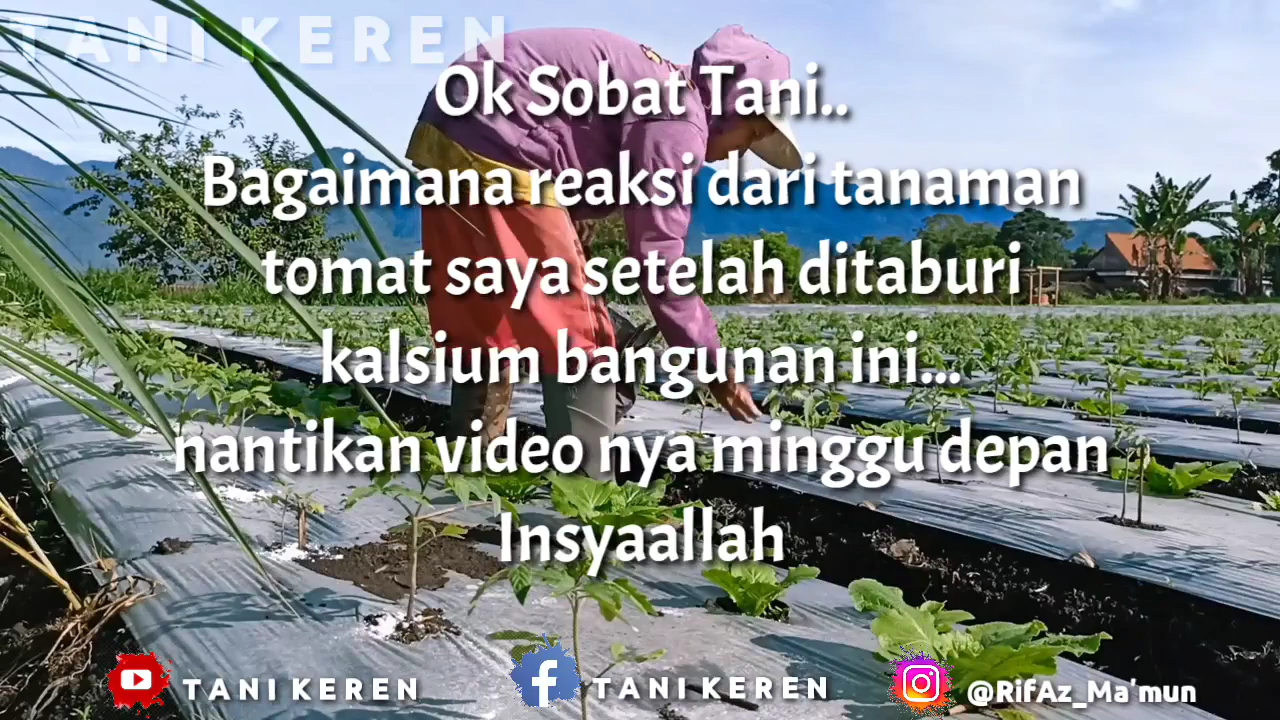 TANI KEREN
Ok Sobat Tani..
Bagaimana reaksi dari tanaman
tomat saya setelah ditaburi
kalsium bangunan ini...
nantikan video nya minggu depan
Insyaallah
TANI KEREN
TANI KEREN
@RifAz_Ma'mun